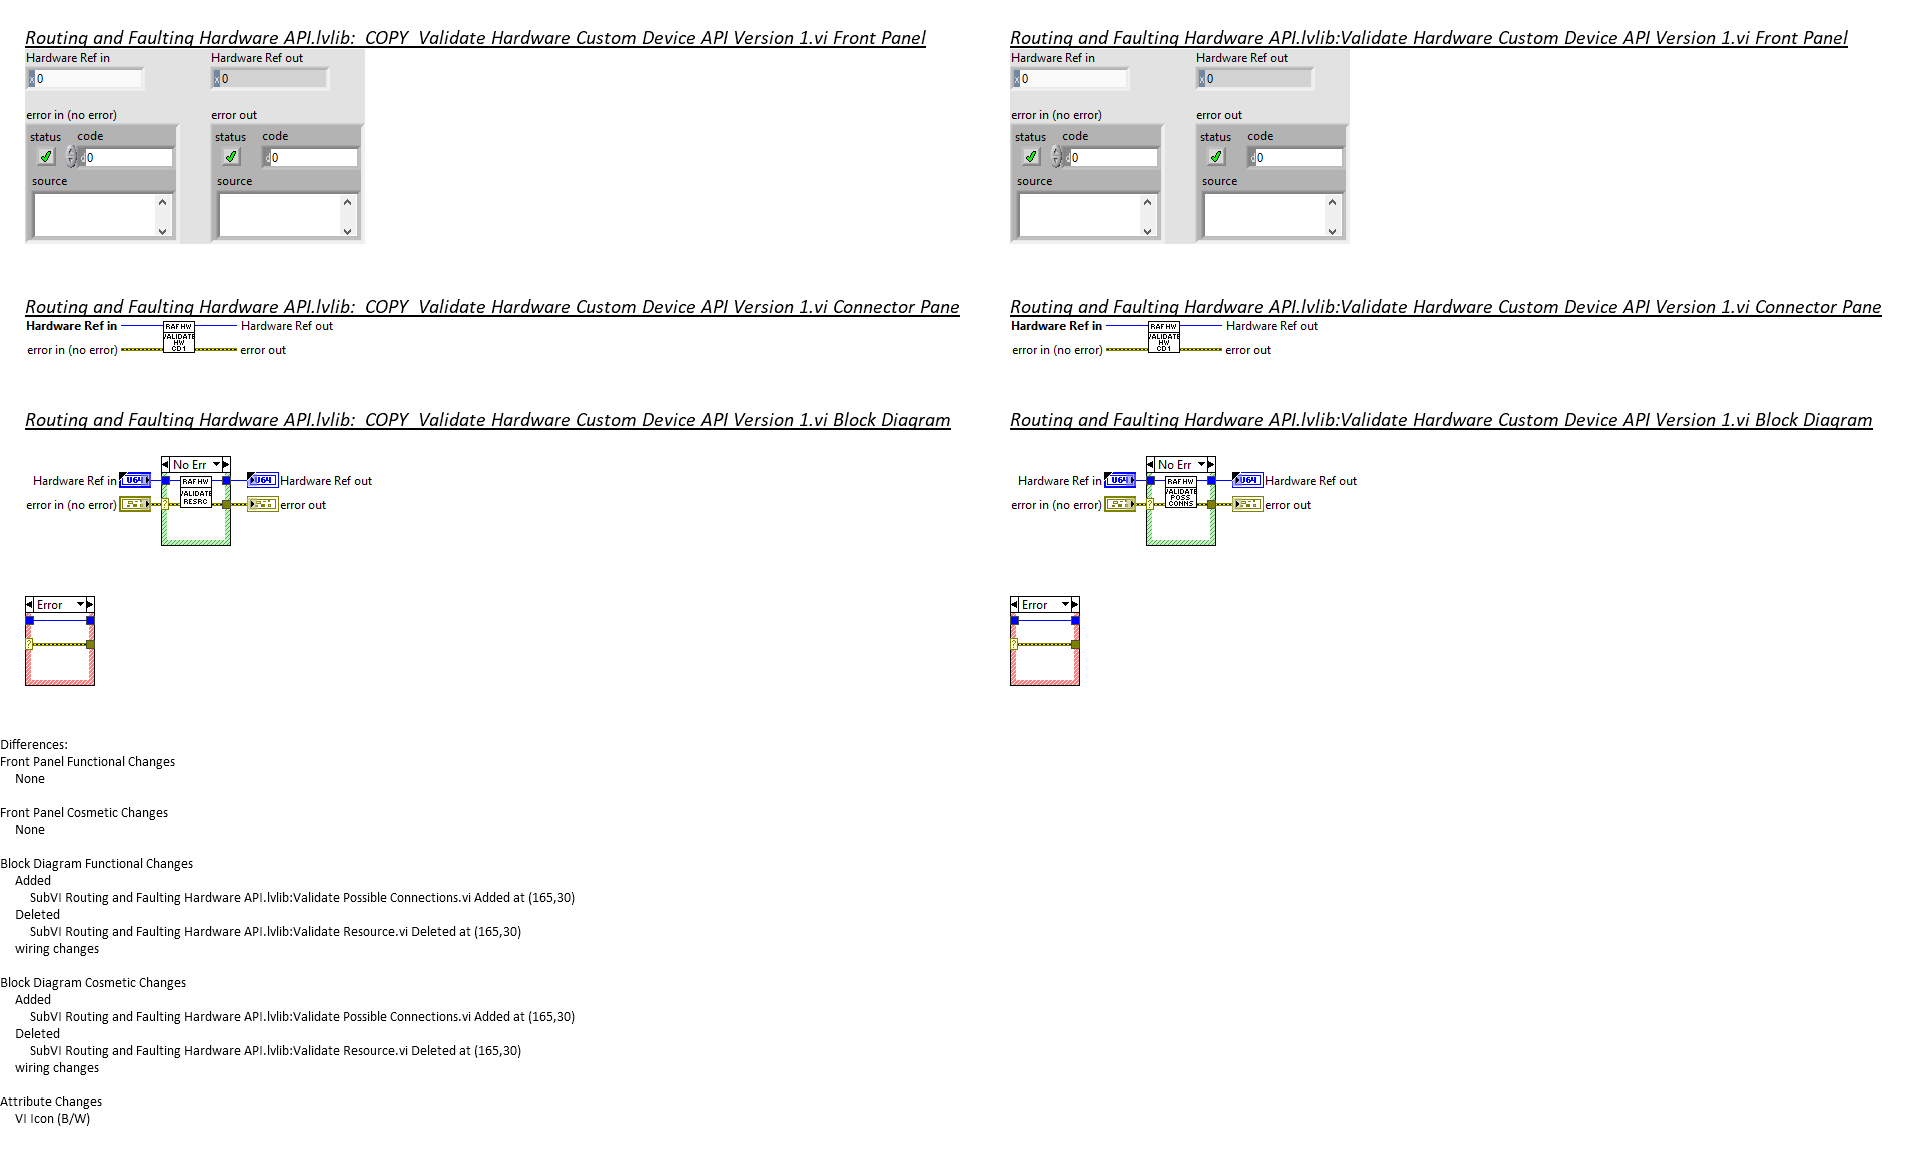 Routing and Faulting Hardware API.lvlib:  COPY  Validate Hardware Custom Device API Version 1.vi Front Panel
Hardware Ref in
Hardware Ref out
x 0
x 0
error in (no error)
error out
status code
status code
d 0
d 0
source
source
Routing and Faulting Hardware API.lvlib:Validate Hardware Custom Device API Version 1.vi Front Panel
Hardware Ref in
Hardware Ref out
x 0
x 0
error in (no error)
error out
status code
status code
d 0
d 0
source
source
Routing and Faulting Hardware API.lvlib:  COPY  Validate Hardware Custom Device API Version 1.vi Connector Pane
Hardware Ref in
RAF HW
VALIDATE
HW
CD1
Hardware Ref out
error in (no error)
error out
Routing and Faulting Hardware API.lvlib:Validate Hardware Custom Device API Version 1.vi Connector Pane
Hardware Ref in
RAF HW
VALIDATE
HW
CD1
Hardware Ref out
error in (no error)
error out
Routing and Faulting Hardware API.lvlib:  COPY  Validate Hardware Custom Device API Version 1.vi Block Diagram
No Err
Hardware Ref in
U64
RAF HW
VALIDATE
RESRC
U64
Hardware Ref out
error in (no error)
?
error out
Error
?
Routing and Faulting Hardware API.lvlib:Validate Hardware Custom Device API Version 1.vi Block Diagram
No Err
Hardware Ref in
U64
RAF HW
VALIDATE
POSS
CONNS
U64
Hardware Ref out
error in (no error)
?
error out
Error
?
Differences:
Front Panel Functional Changes
None
Front Panel Cosmetic Changes
None
Block Diagram Functional Changes
Added
SubVI Routing and Faulting Hardware API.lvlib:Validate Possible Connections.vi Added at (165,30)
Deleted
SubVI Routing and Faulting Hardware API.lvlib:Validate Resource.vi Deleted at (165,30)
wiring changes
Block Diagram Cosmetic Changes
Added
SubVI Routing and Faulting Hardware API.lvlib:Validate Possible Connections.vi Added at (165,30)
Deleted
SubVI Routing and Faulting Hardware API.lvlib:Validate Resource.vi Deleted at (165,30)
wiring changes
Attribute Changes
VI Icon (B/W)